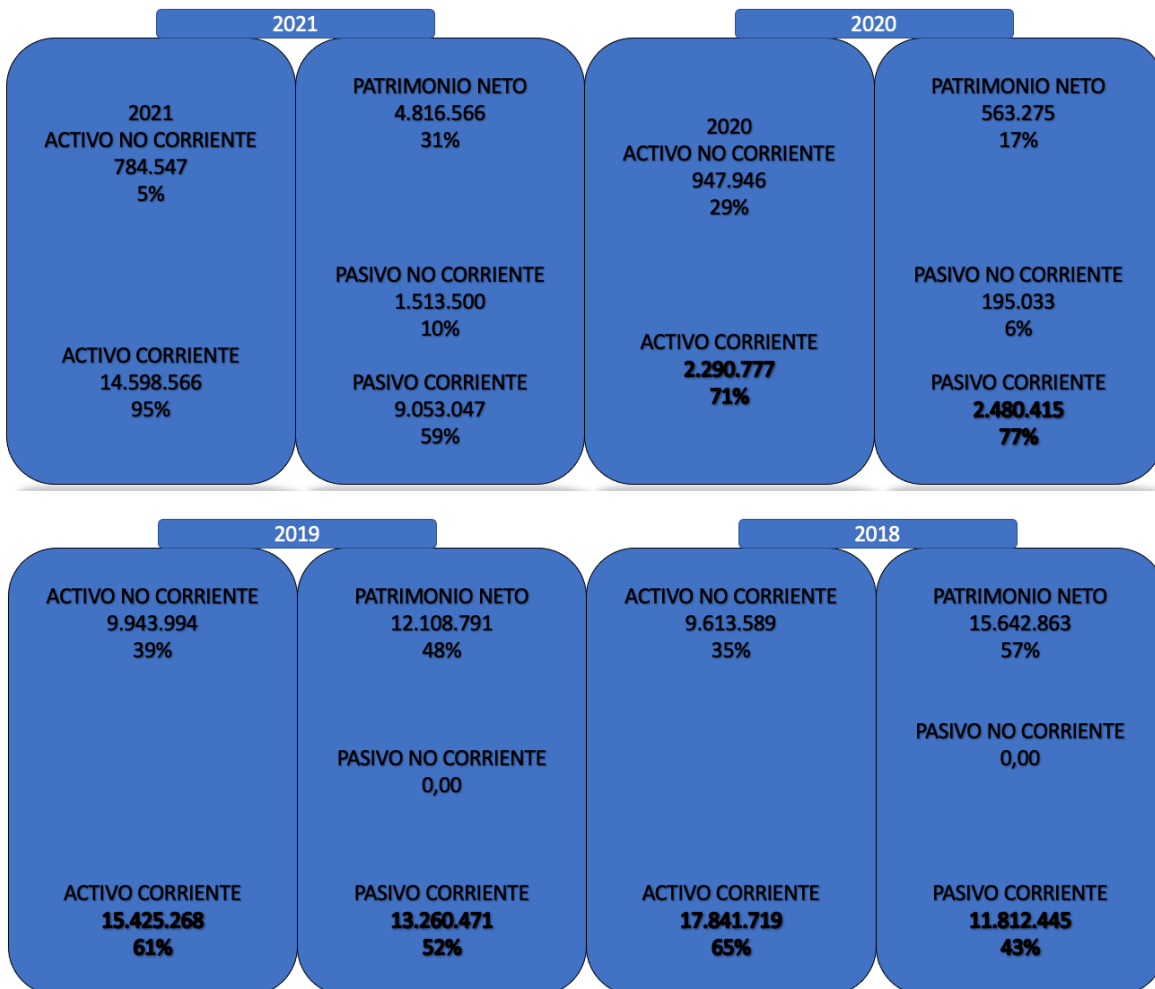 2021
2021
ACTIVO NO CORRIENTE
784.547
5%
ACTIVO CORRIENTE
14.598.566
95%
PATRIMONIO NETO
4.816.566
31%
PASIVO NO CORRIENTE
1.513.500
10%
PASIVO CORRIENTE
9.053.047
59%
2020
2020
ACTIVO NO CORRIENTE
947.946
29%
ACTIVO CORRIENTE
2.290.777
71%
PATRIMONIO NETO
563.275
17%
PASIVO NO CORRIENTE
195.033
6%
PASIVO CORRIENTE
2.480.415
77%
2019
ACTIVO NO CORRIENTE
9.943.994
39%
ACTIVO CORRIENTE
15.425.268
61%
PATRIMONIO NETO
12.108.791
48%
PASIVO NO CORRIENTE
0,00
PASIVO CORRIENTE
13.260.471
52%
2018
ACTIVO NO CORRIENTE
9.613.589
35%
ACTIVO CORRIENTE
17.841.719
65%
PATRIMONIO NETO
15.642.863
57%
PASIVO NO CORRIENTE
0,00
PASIVO CORRIENTE
11.812.445
43%